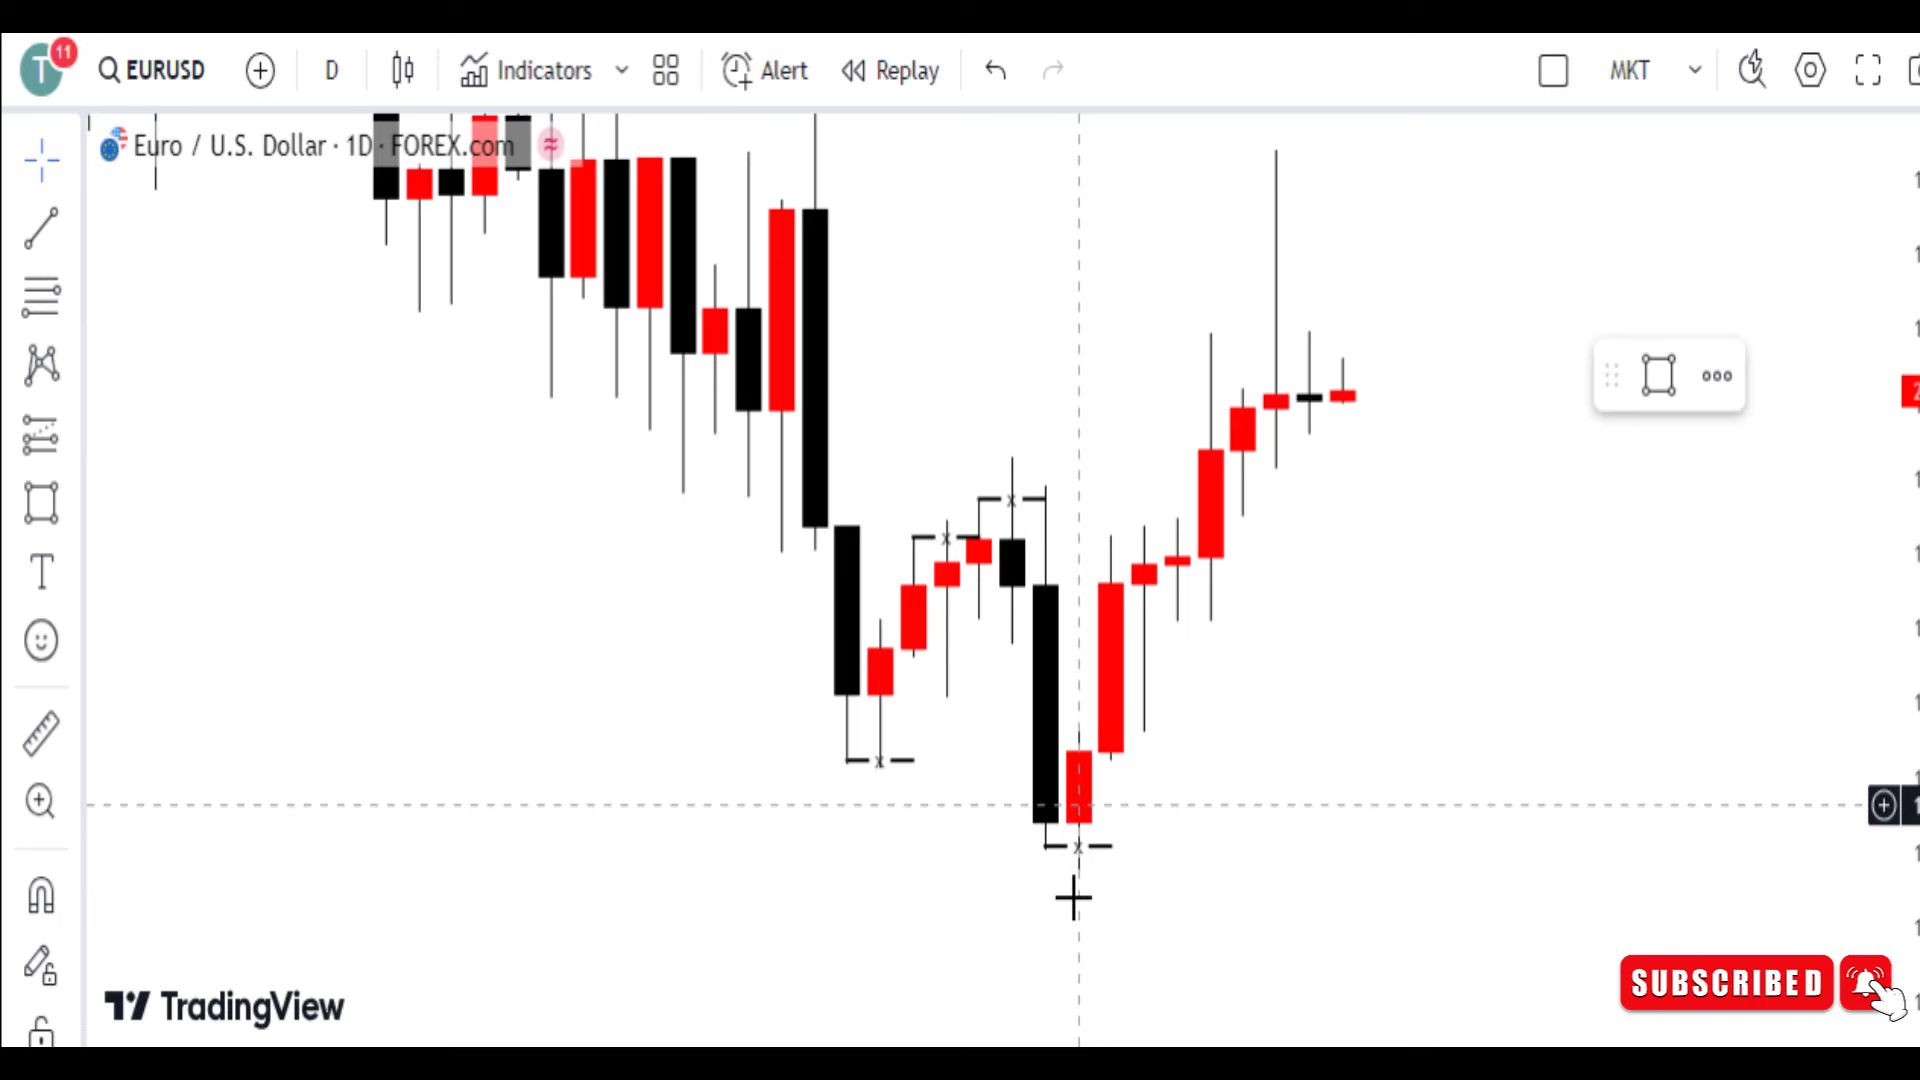 T 11 EURUSD D Indicators Alert Replay MKT
Euro / U.S. Dollar · 1D · FOREX.com
x
x
x
x
TradingView
SUBSCRIBED